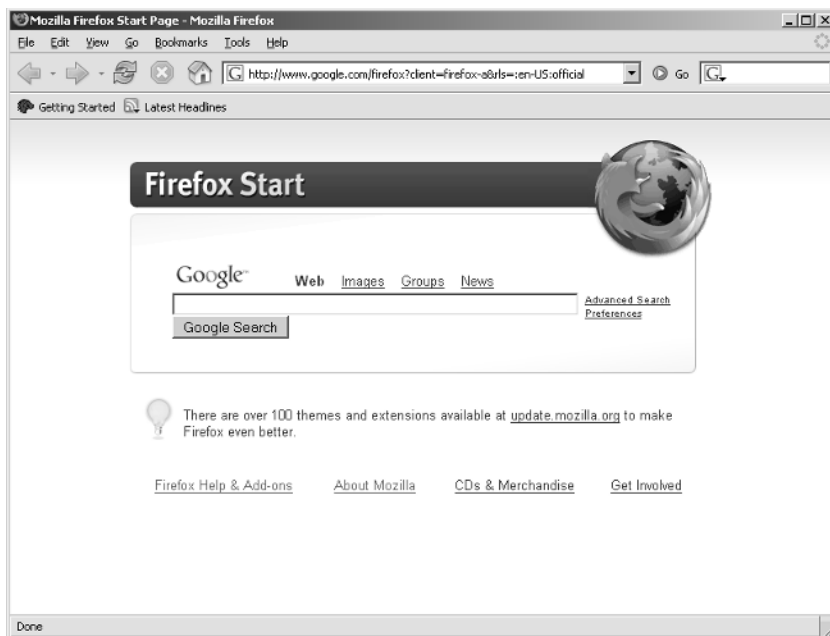 Mozilla Firefox Start Page - Mozilla Firefox
File Edit View Go Bookmarks Tools Help
G http://www.google.com/firefox?client=firefox-a&rls=:en-US:official Go G
Getting Started Latest Headlines
Firefox Start
Google™ Web Images Groups News
Advanced Search
Preferences
Google Search
There are over 100 themes and extensions available at update.mozilla.org to make
Firefox even better.
Firefox Help & Add-ons About Mozilla CDs & Merchandise Get Involved
Done